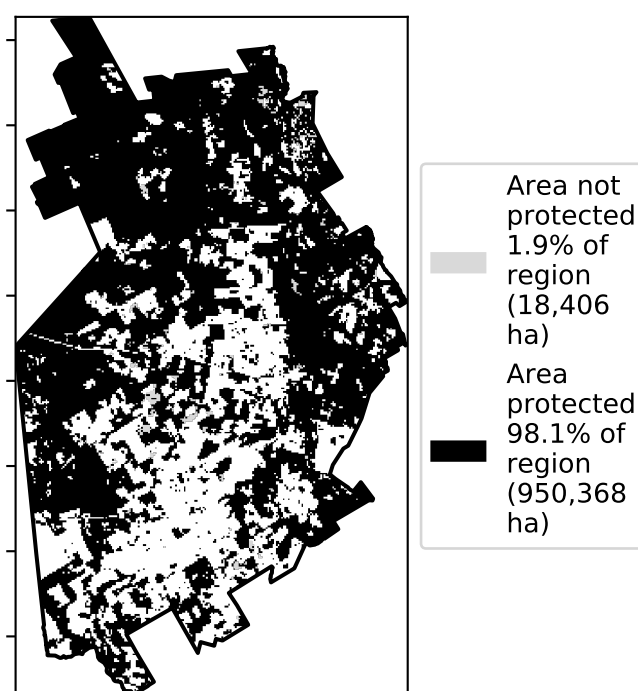 Area not
protected
1.9% of
region
(18,406
ha)
Area
protected
98.1% of
region
(950,368
ha)